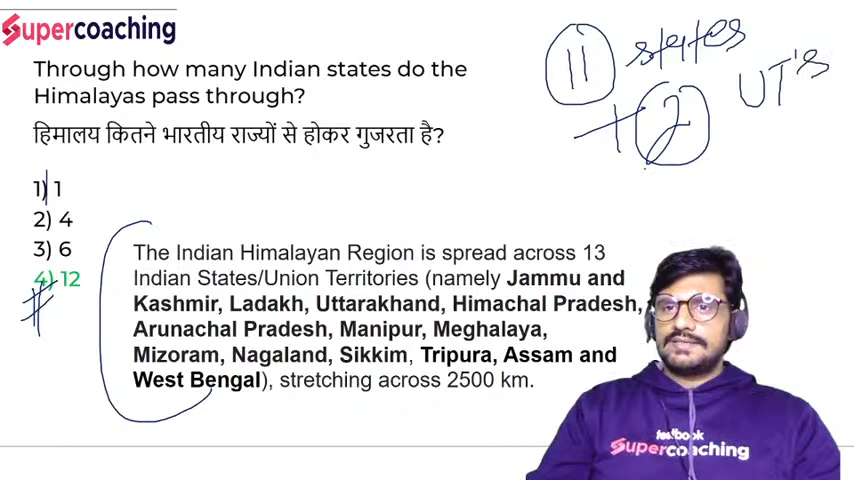 Supercoaching
Through how many Indian states do the
Himalayas pass through?
हिमालय कितने भारतीय राज्यों से होकर गुजरता है?
1) 1
2) 4
3) 6
4) 12
11 states
+ 2 UT's
The Indian Himalayan Region is spread across 13
Indian States/Union Territories (namely Jammu and
Kashmir, Ladakh, Uttarakhand, Himachal Pradesh,
Arunachal Pradesh, Manipur, Meghalaya,
Mizoram, Nagaland, Sikkim, Tripura, Assam and
West Bengal), stretching across 2500 km.
testbook
Supercoaching